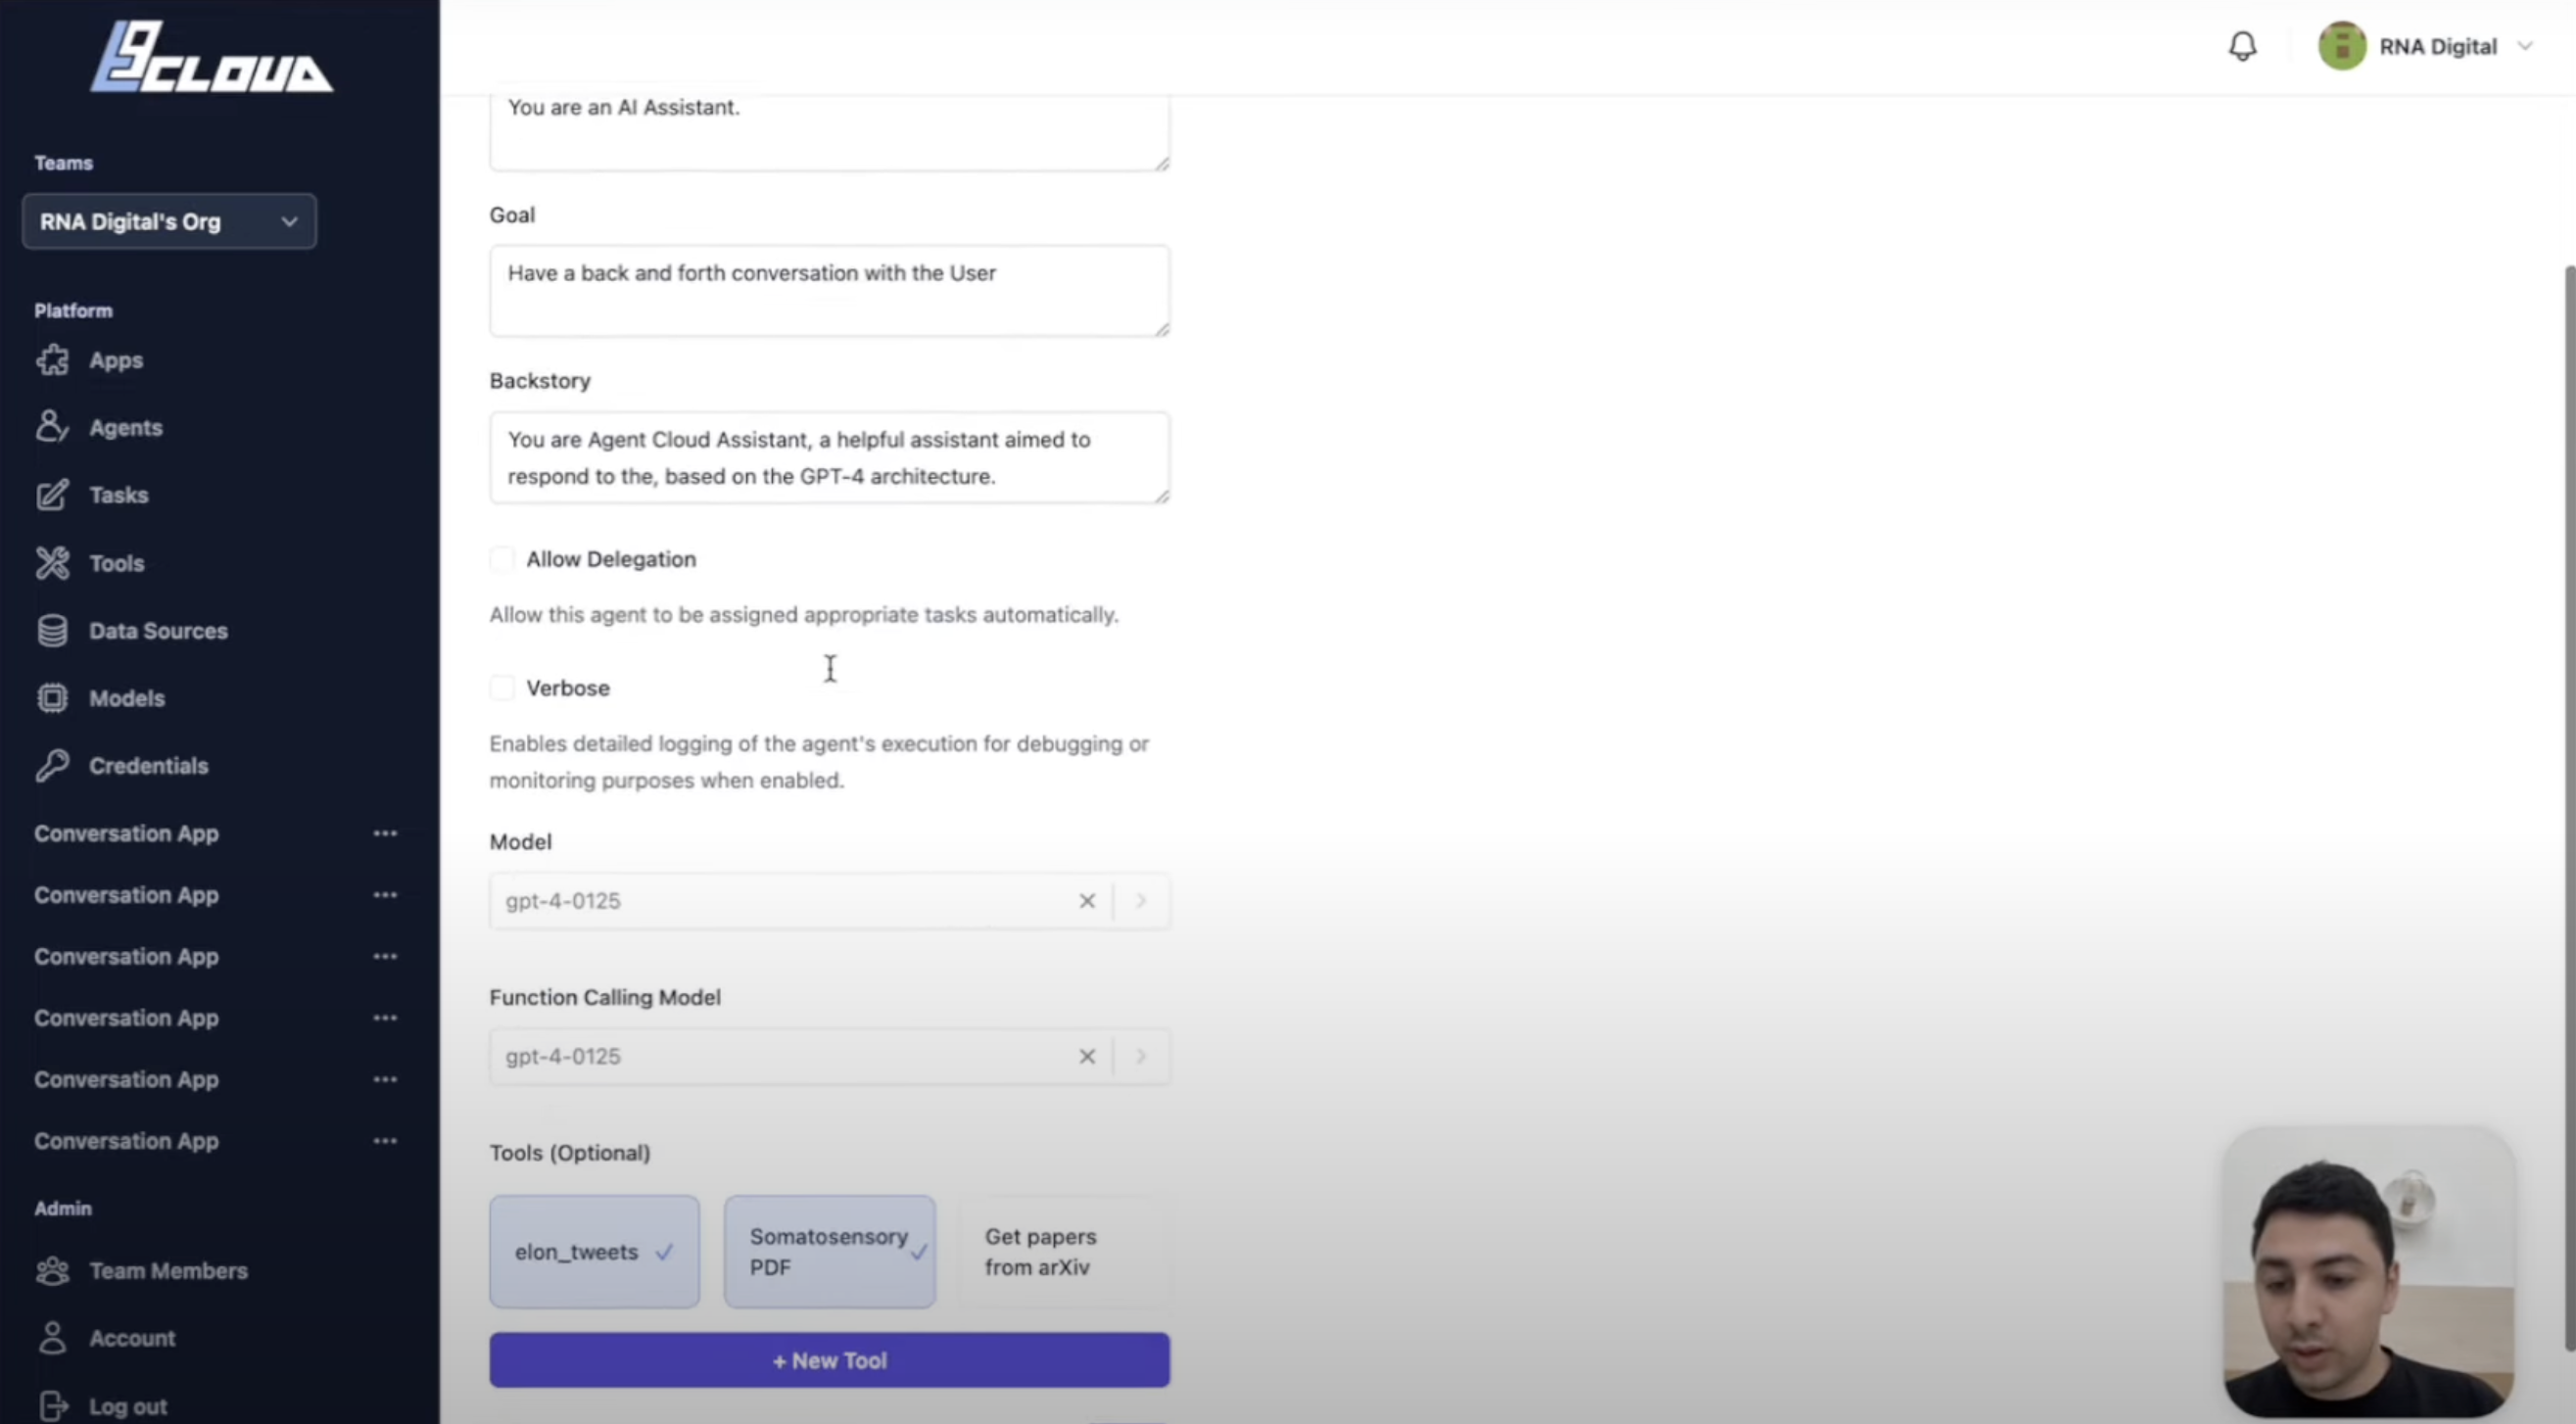 CLOUD
RNA Digital
Teams
RNA Digital's Org
Platform
Apps
Agents
Tasks
Tools
Data Sources
Models
Credentials
Conversation App
Conversation App
Conversation App
Conversation App
Conversation App
Conversation App
Admin
Team Members
Account
Log out
You are an AI Assistant.
Goal
Have a back and forth conversation with the User
Backstory
You are Agent Cloud Assistant, a helpful assistant aimed to
respond to the, based on the GPT-4 architecture.
Allow Delegation
Allow this agent to be assigned appropriate tasks automatically.
Verbose
Enables detailed logging of the agent's execution for debugging or
monitoring purposes when enabled.
Model
gpt-4-0125
Function Calling Model
gpt-4-0125
Tools (Optional)
elon_tweets
Somatosensory
PDF
Get papers
from arXiv
+ New Tool